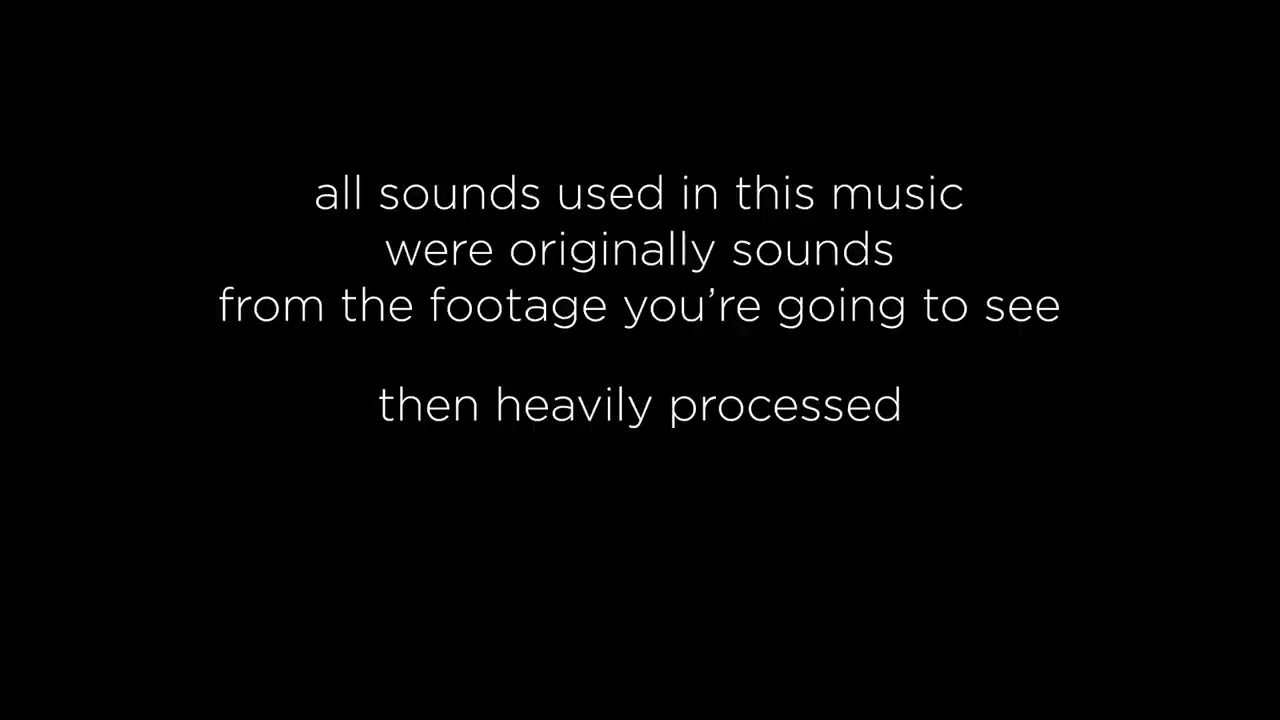 all sounds used in this music
were originally sounds
from the footage you’re going to see
then heavily processed